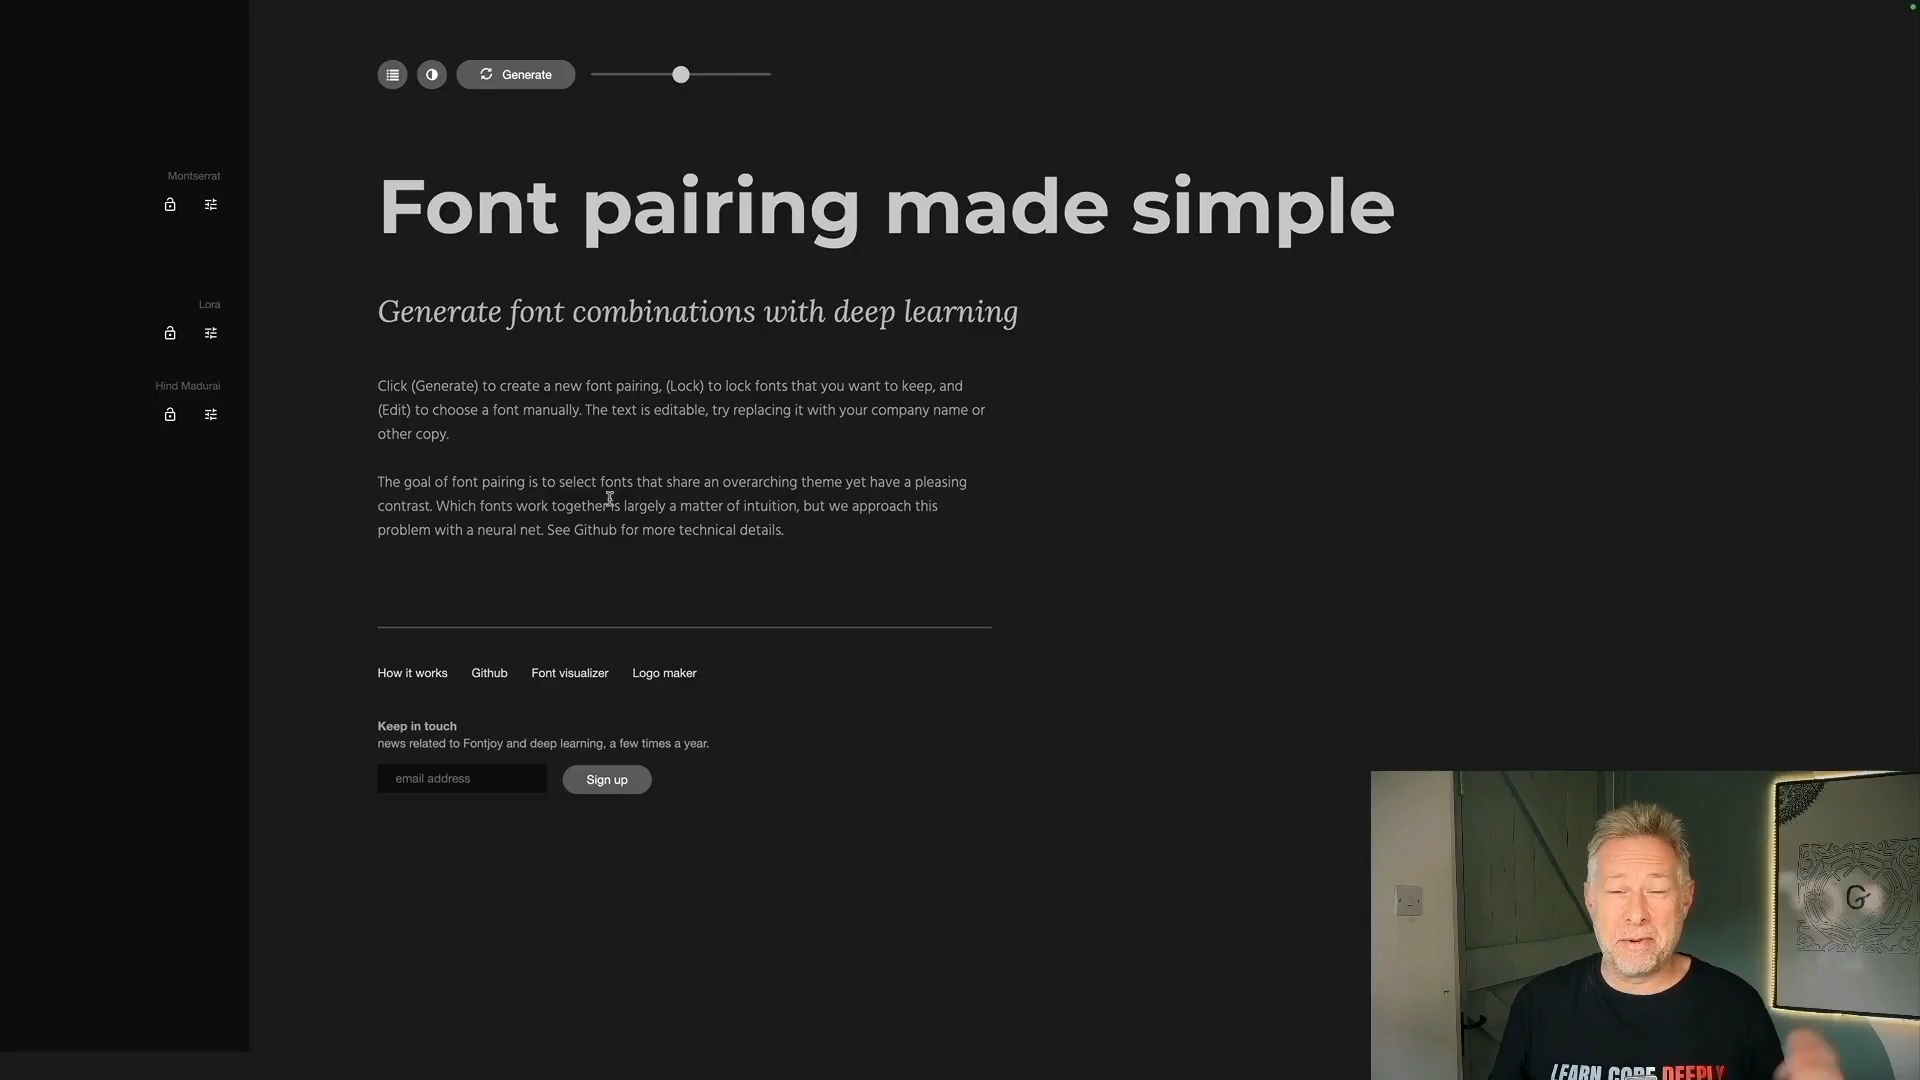 Generate
Montserrat
Font pairing made simple
Lora
Generate font combinations with deep learning
Hind Madurai
Click (Generate) to create a new font pairing, (Lock) to lock fonts that you want to keep, and
(Edit) to choose a font manually. The text is editable, try replacing it with your company name or
other copy.
The goal of font pairing is to select fonts that share an overarching theme yet have a pleasing
contrast. Which fonts work together is largely a matter of intuition, but we approach this
problem with a neural net. See Github for more technical details.
How it works Github Font visualizer Logo maker
Keep in touch
news related to Fontjoy and deep learning, a few times a year.
email address Sign up
G
LEARN CODE DEEPLY